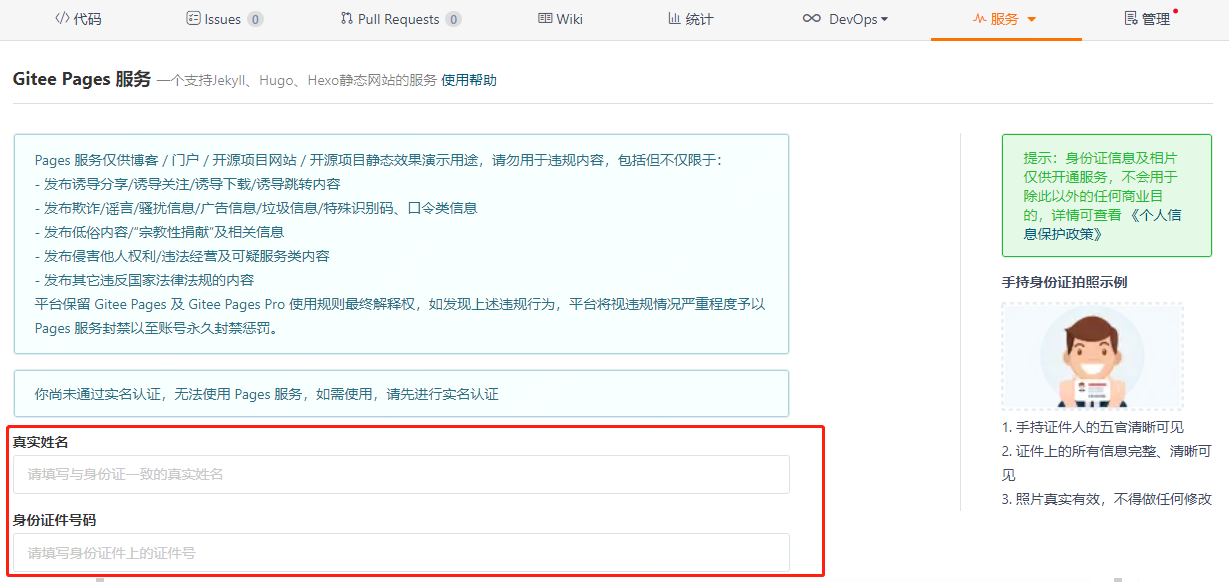 代码
Issues 0
Pull Requests 0
Wiki
统计
DevOps
服务
管理
Gitee Pages 服务 一个支持Jekyll、Hugo、Hexo静态网站的服务 使用帮助
Pages 服务仅供博客 / 门户 / 开源项目网站 / 开源项目静态效果演示用途，请勿用于违规内容，包括但不仅限于：
- 发布诱导分享/诱导关注/诱导下载/诱导跳转内容
- 发布欺诈/谣言/骚扰信息/广告信息/垃圾信息/特殊识别码、口令类信息
- 发布低俗内容/“宗教性捐献”及相关信息
- 发布侵害他人权利/违法经营及可疑服务类内容
- 发布其它违反国家法律法规的内容
平台保留 Gitee Pages 及 Gitee Pages Pro 使用规则最终解释权，如发现上述违规行为，平台将视违规情况严重程度予以
Pages 服务封禁以至账号永久封禁惩罚。
你尚未通过实名认证，无法使用 Pages 服务，如需使用，请先进行实名认证
真实姓名
请填写与身份证一致的真实姓名
身份证件号码
请填写身份证件上的证件号
提示：身份证信息及相片
仅供开通服务，不会用于
除此以外的任何商业目
的，详情可查看《个人信
息保护政策》
手持身份证拍照示例
1. 手持证件人的五官清晰可见
2. 证件上的所有信息完整、清晰可
见
3. 照片真实有效，不得做任何修改